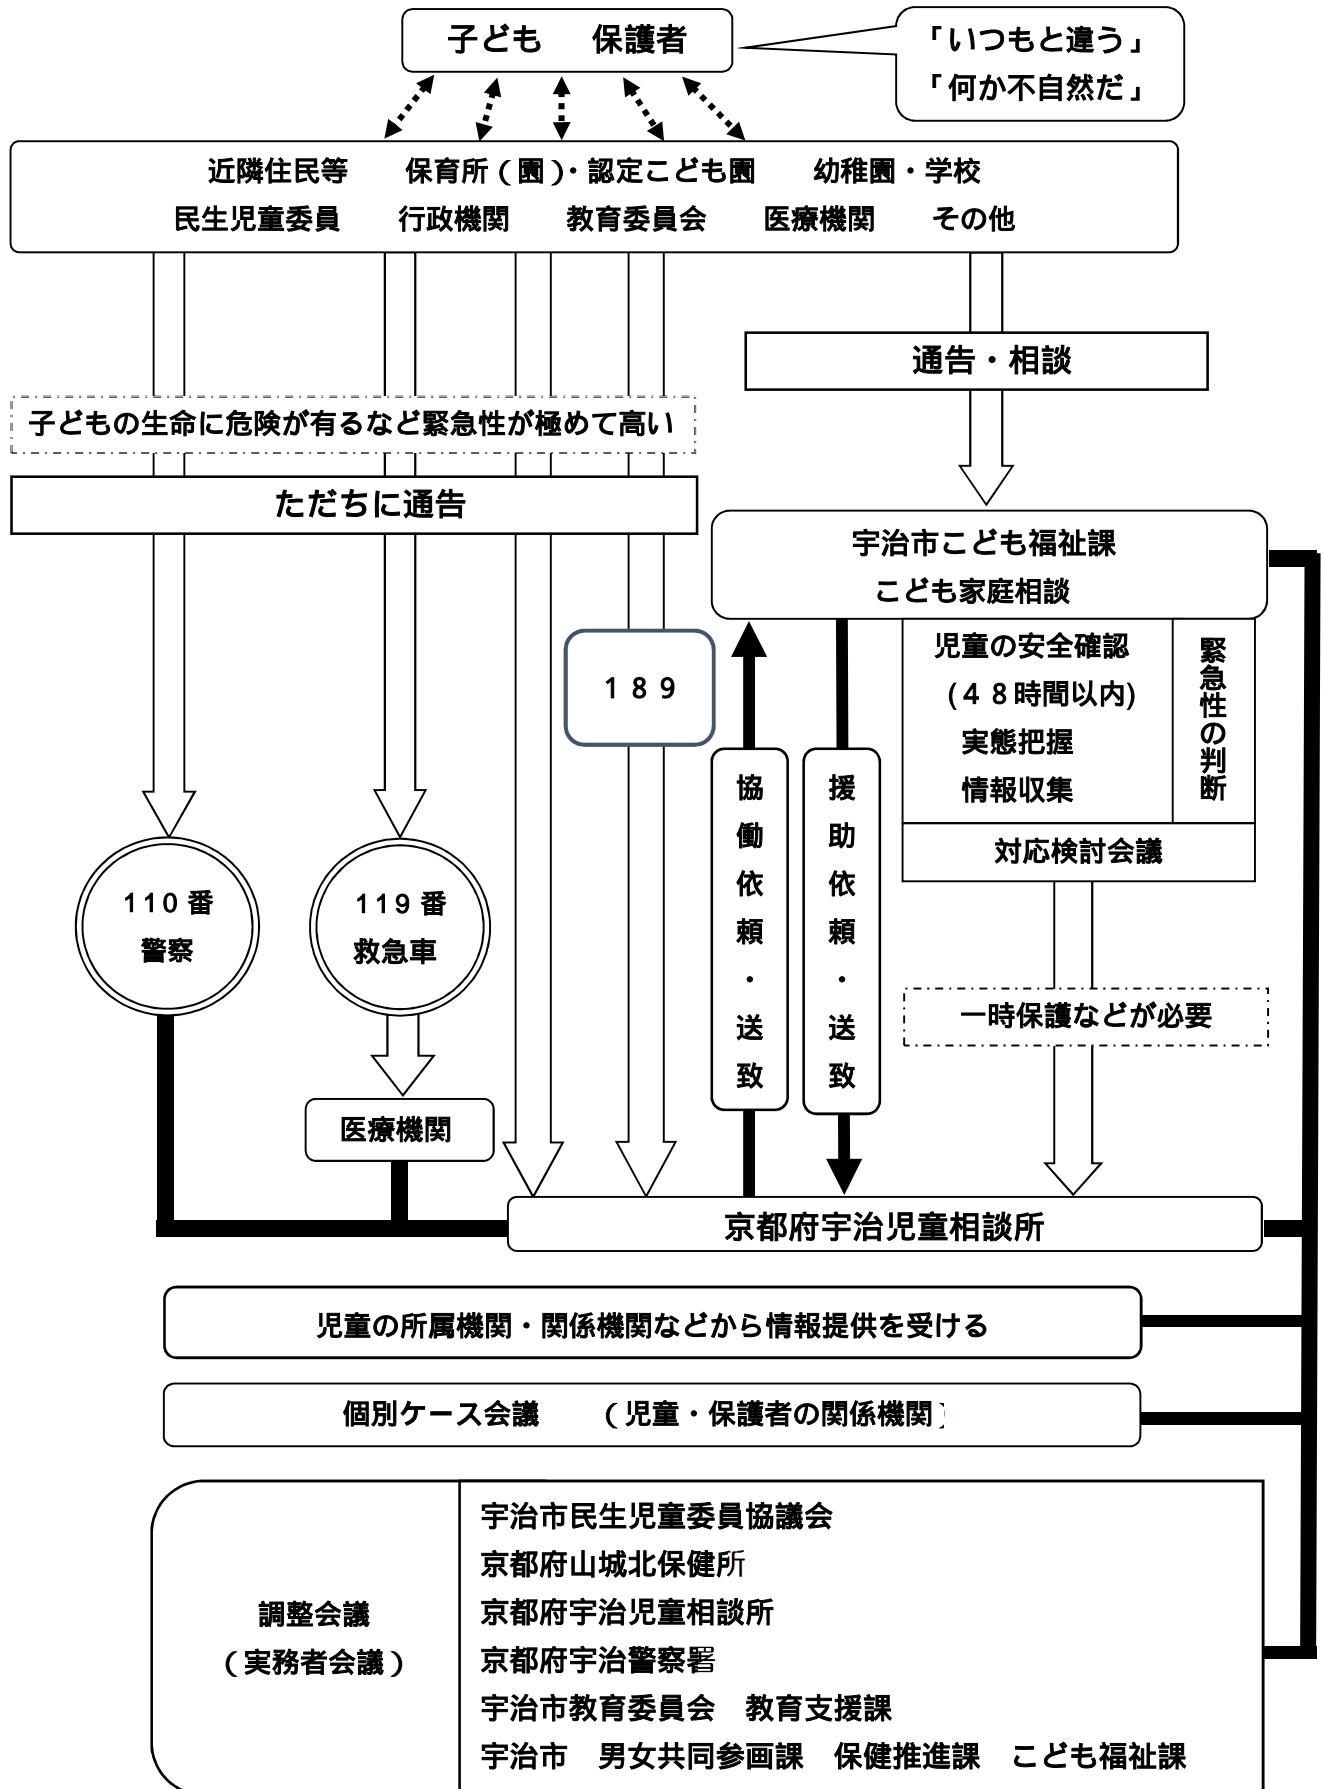 子ども　保護者
「いつもと違う」
「何か不自然だ」
近隣住民等　保育所（園）・認定こども園　幼稚園・学校
民生児童委員　行政機関　教育委員会　医療機関　その他
通告・相談
子どもの生命に危険が有るなど緊急性が極めて高い
ただちに通告
宇治市こども福祉課
こども家庭相談
児童の安全確認
(４８時間以内)
実態把握
情報収集
緊急性の判断
対応検討会議
１８９
協働依頼・送致
援助依頼・送致
110番
警察
119番
救急車
一時保護などが必要
医療機関
京都府宇治児童相談所
児童の所属機関・関係機関などから情報提供を受ける
個別ケース会議　（児童・保護者の関係機関）
調整会議
（実務者会議）
宇治市民生児童委員協議会
京都府山城北保健所
京都府宇治児童相談所
京都府宇治警察署
宇治市教育委員会　教育支援課
宇治市　男女共同参画課　保健推進課　こども福祉課